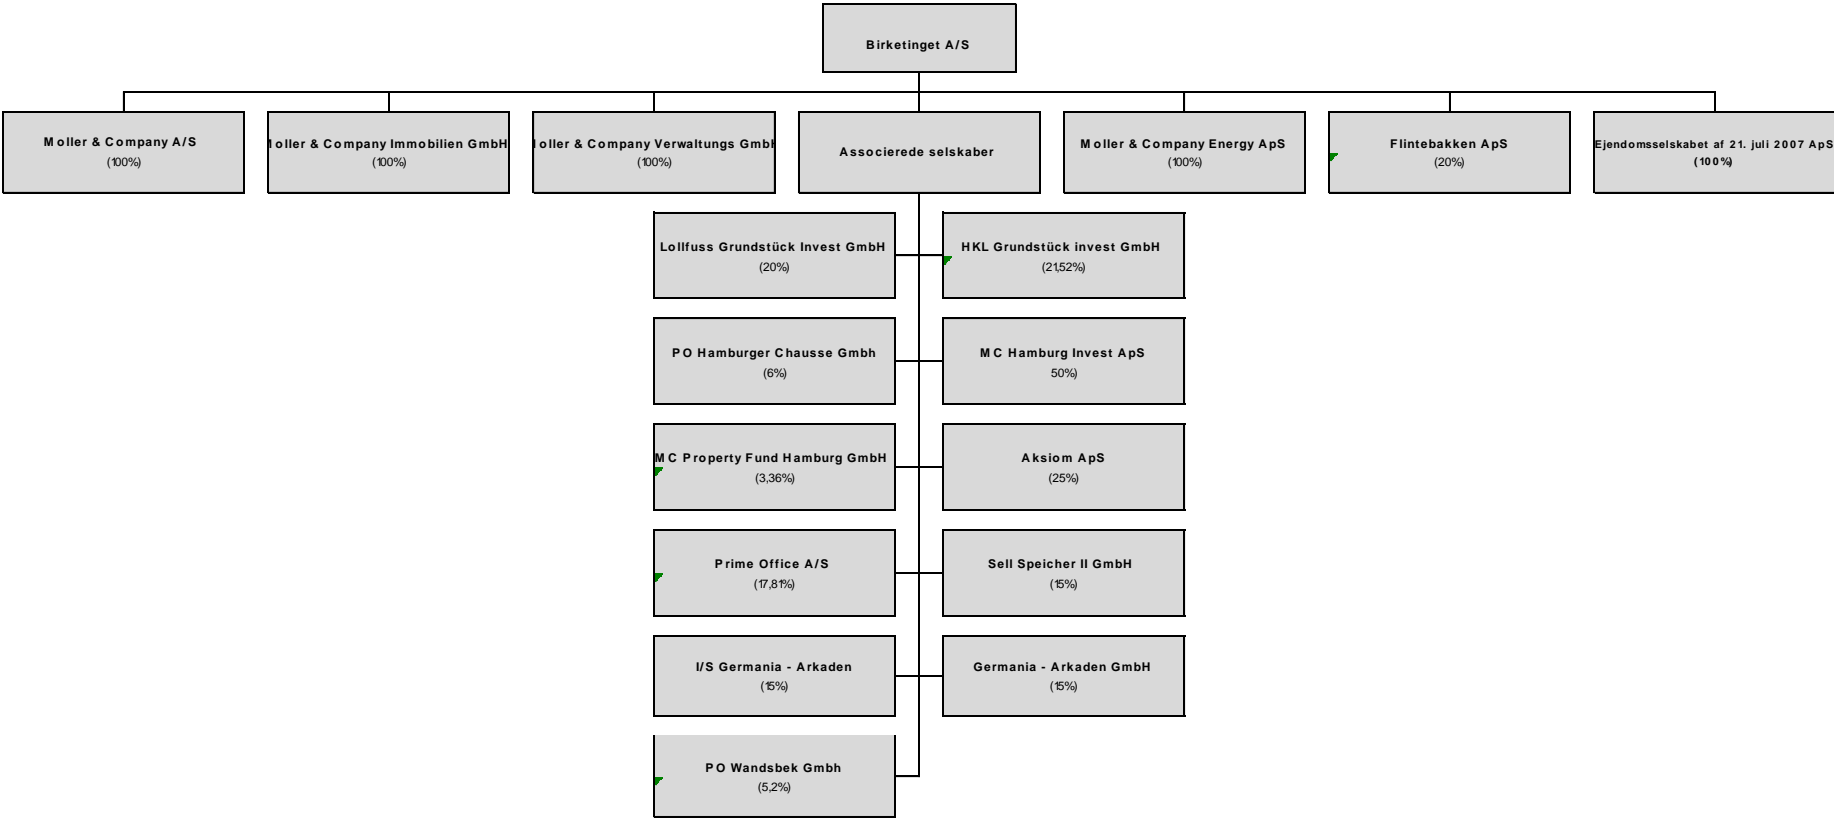 Birketinget A/S
Moller & Company A/S
(100%)
Moller & Company Immobilien GmbH
(100%)
Moller & Company Verwaltungs GmbH
(100%)
Associerede selskaber
Moller & Company Energy ApS
(100%)
Flintebakken ApS
(20%)
Ejendomsselskabet af 21. juli 2007 ApS
(100%)
Lollfuss Grundstück Invest GmbH
(20%)
HKL Grundstück invest GmbH
(21,52%)
PO Hamburger Chausse Gmbh
(6%)
MC Hamburg Invest ApS
50%)
MC Property Fund Hamburg GmbH
(3,36%)
Aksiom ApS
(25%)
Prime Office A/S
(17,81%)
Sell Speicher II GmbH
(15%)
I/S Germania - Arkaden
(15%)
Germania - Arkaden GmbH
(15%)
PO Wandsbek Gmbh
(5,2%)